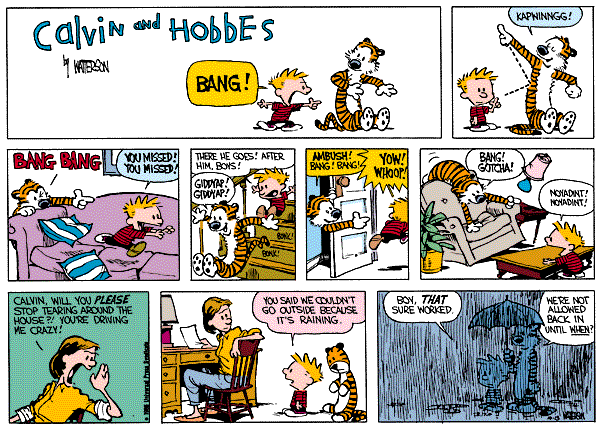 Calvin and HOBBES
by WATTERSON
BANG!
KAPWINNGG!
BANG BANG
YOU MISSED!
YOU MISSED!
THERE HE GOES! AFTER
HIM, BOYS!
GIDDYAP!
GIDDYAP!
BONK!
BONK!
AMBUSH!
BANG! BANG!
YOW!
WHOOP!
BANG!
GOTCHA!
NOYADINT!
NOYADINT!
CALVIN, WILL YOU PLEASE
STOP TEARING AROUND THE
HOUSE?! YOU'RE DRIVING
ME CRAZY!
YOU SAID WE COULDN'T
GO OUTSIDE BECAUSE
IT'S RAINING.
BOY, THAT
SURE WORKED.
WE'RE NOT
ALLOWED
BACK IN
UNTIL WHEN?